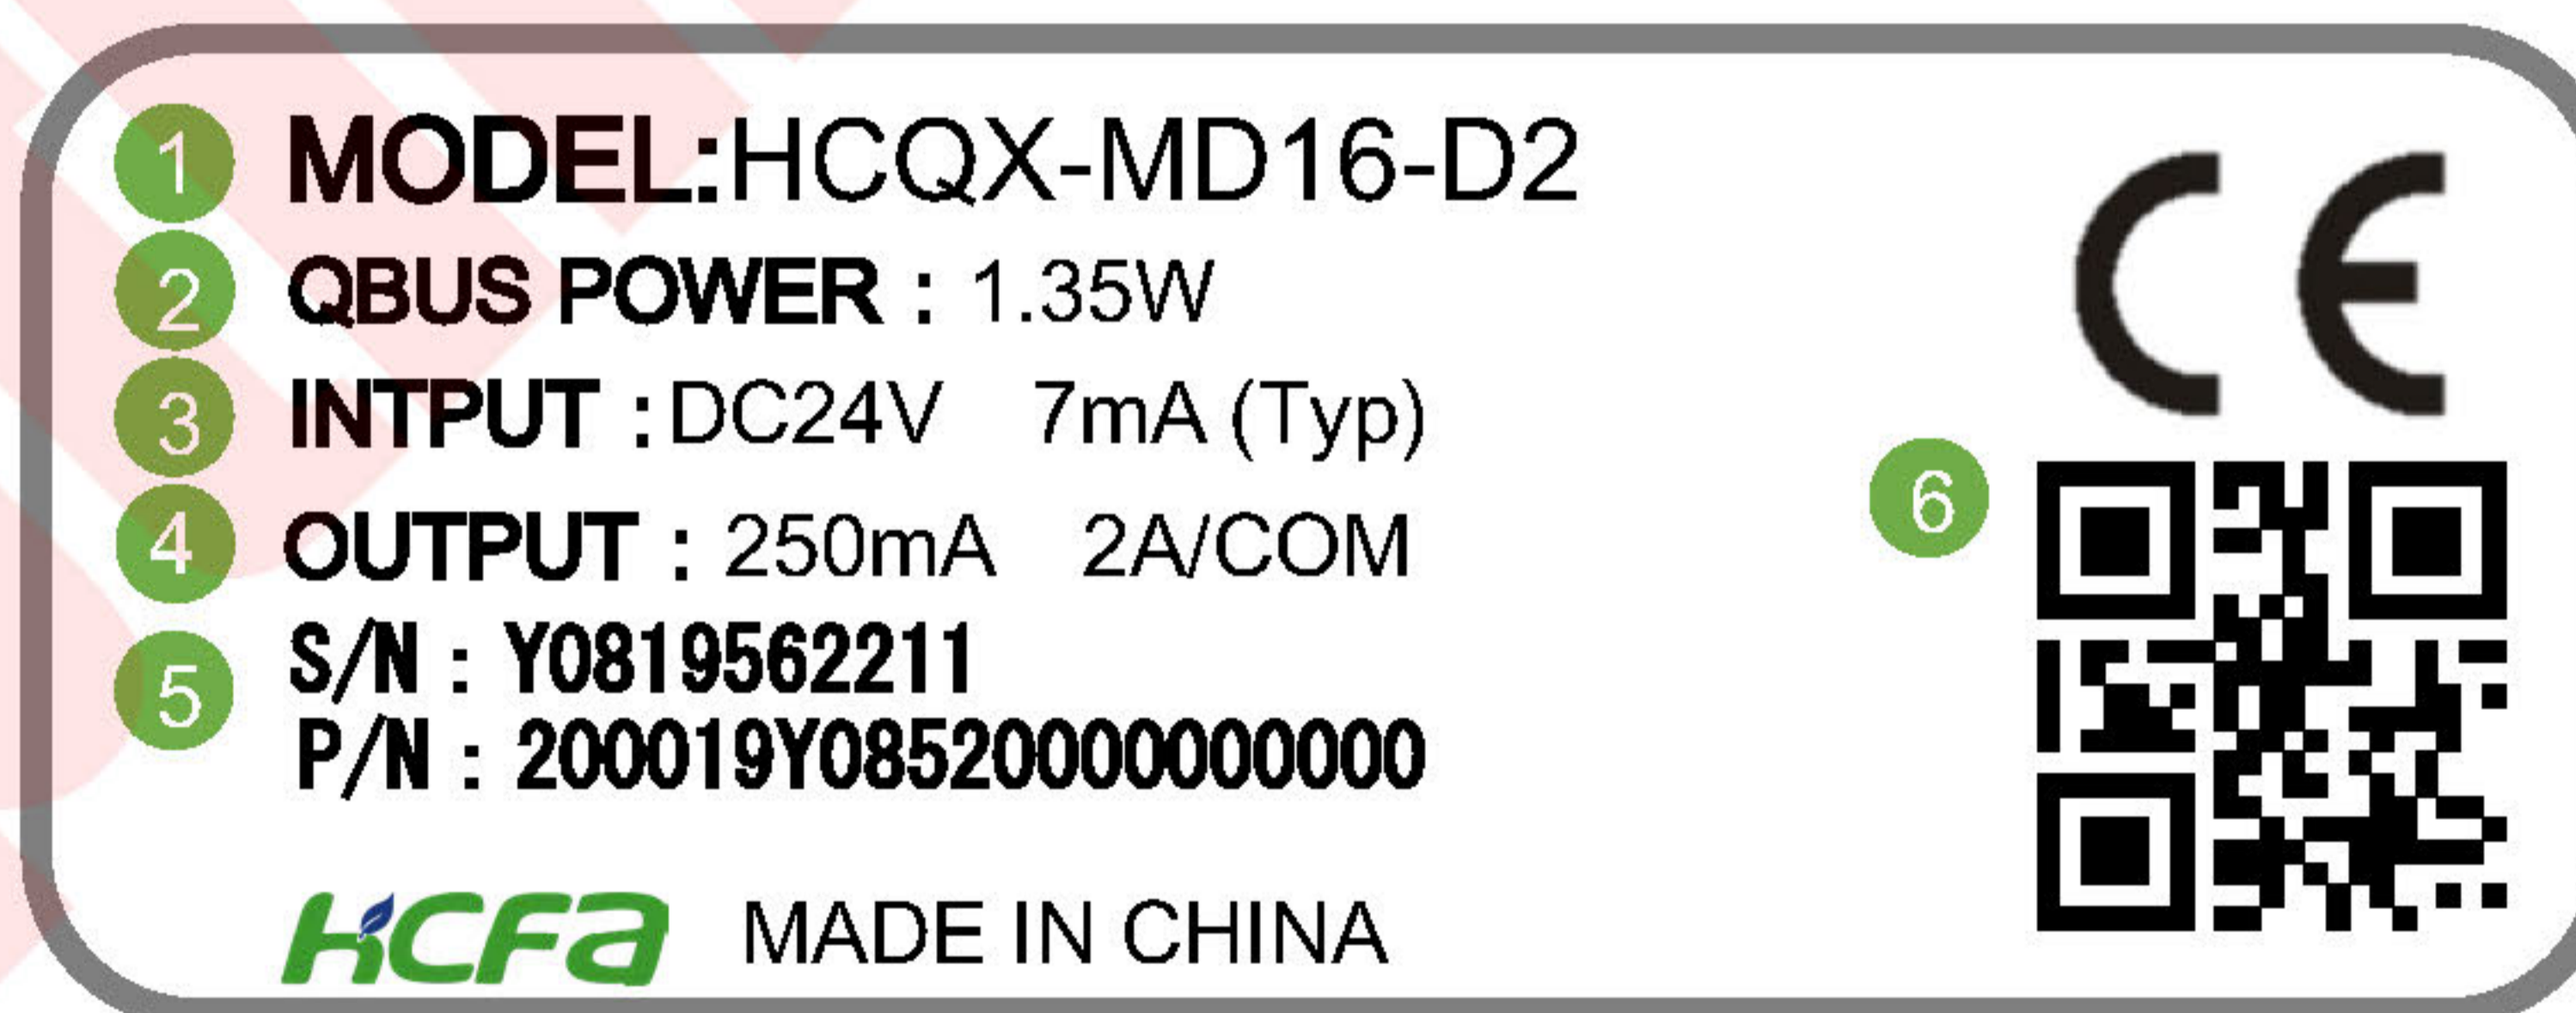 1 MODEL:HCQX-MD16-D2
2 QBUS POWER : 1.35W
3 INTPUT :DC24V 7mA (Typ)
4 OUTPUT : 250mA 2A/COM
5 S/N : Y0819562211
P/N : 200019Y08520000000000
HCFA MADE IN CHINA
CE
6